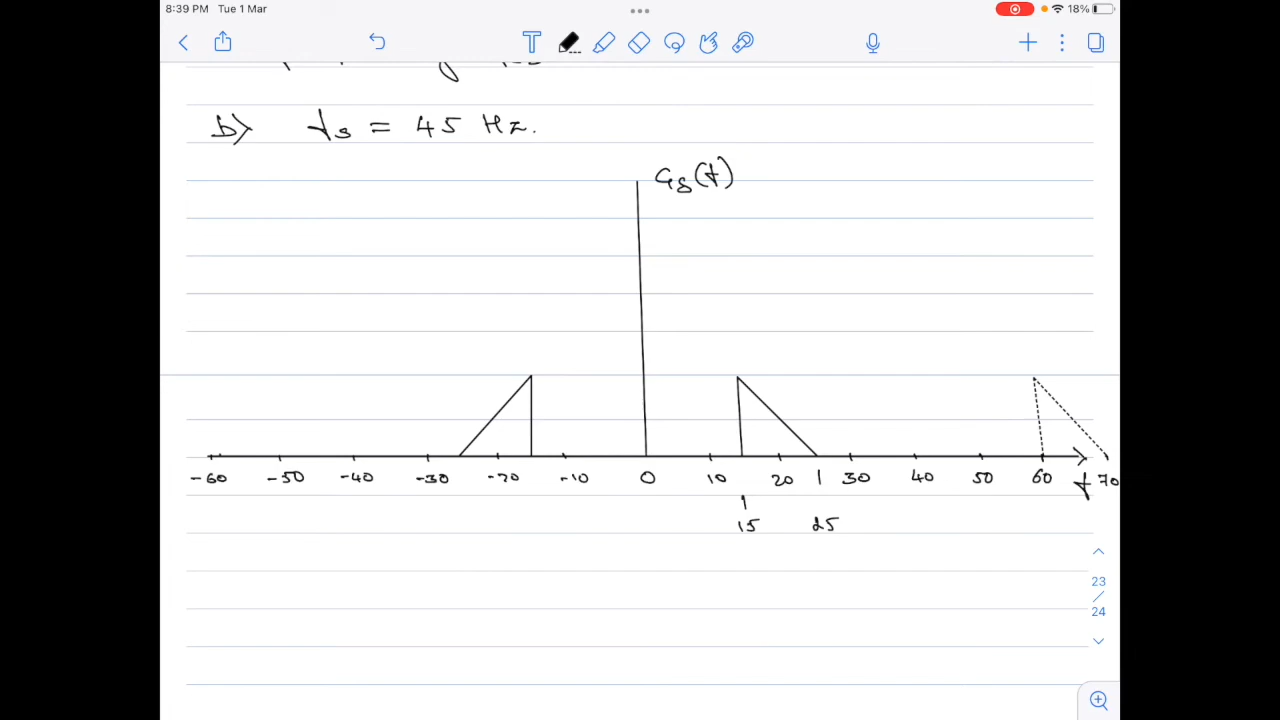 8:39 PM Tue 1 Mar
18%
T
b) fs = 45 Hz.
Gs(f)
-60 -50 -40 -30 -20 -10 0 10 20 30 40 50 60 f 70
15 25
23
24